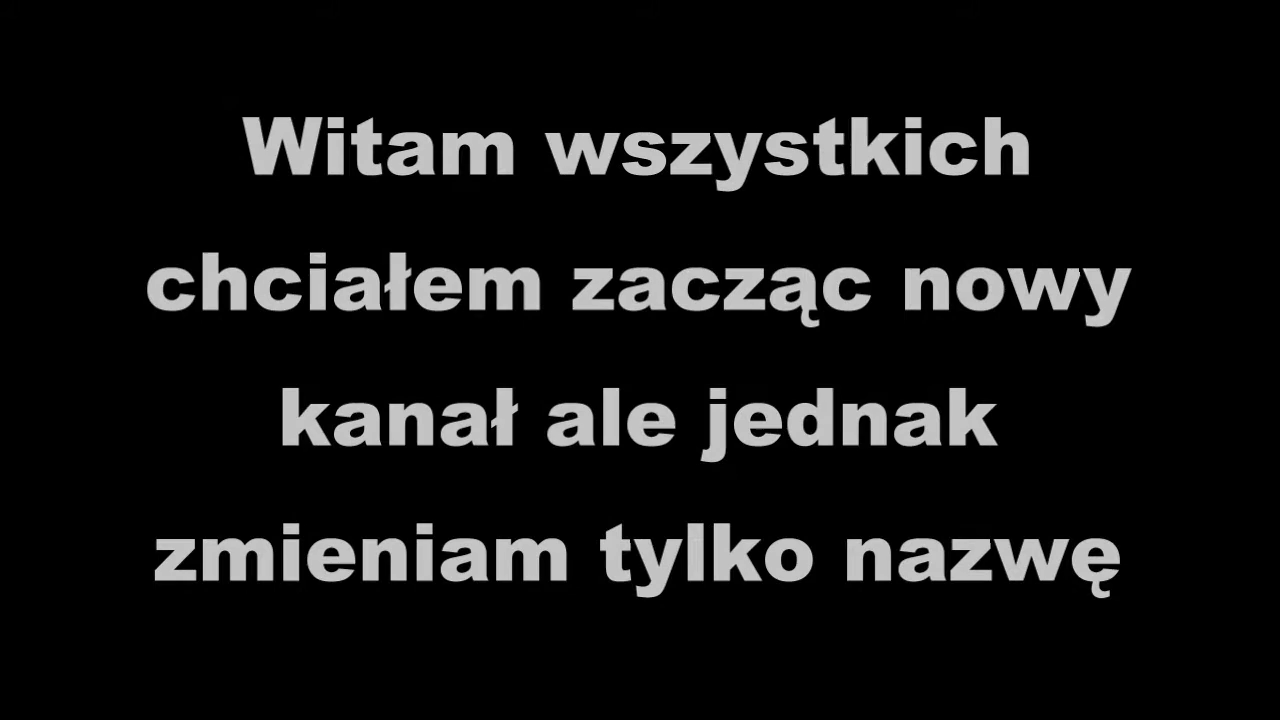 Witam wszystkich
chciałem zacząc nowy
kanał ale jednak
zmieniam tylko nazwę